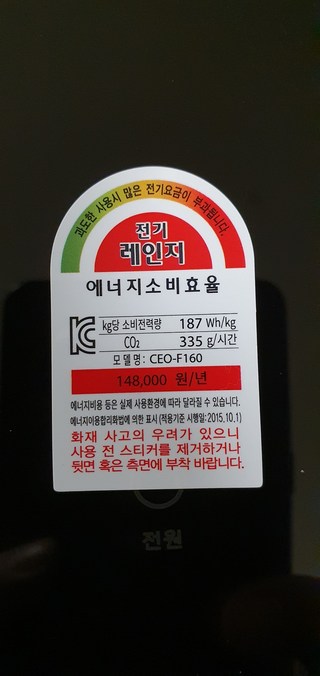 과도한 사용시 많은 전기요금이 부과됩니다.
전기
레인지
에너지소비효율
kg당 소비전력량 187 Wh/kg
CO₂ 335 g/시간
모델명: CEO-F160
148,000 원/년
에너지비용 등은 실제 사용환경에 따라 달라질 수 있습니다.
에너지이용합리화법에 의한 표시 (적용기준 시행일: 2015.10.1)
화재 사고의 우려가 있으니
사용 전 스티커를 제거하거나
뒷면 혹은 측면에 부착 바랍니다.
전원